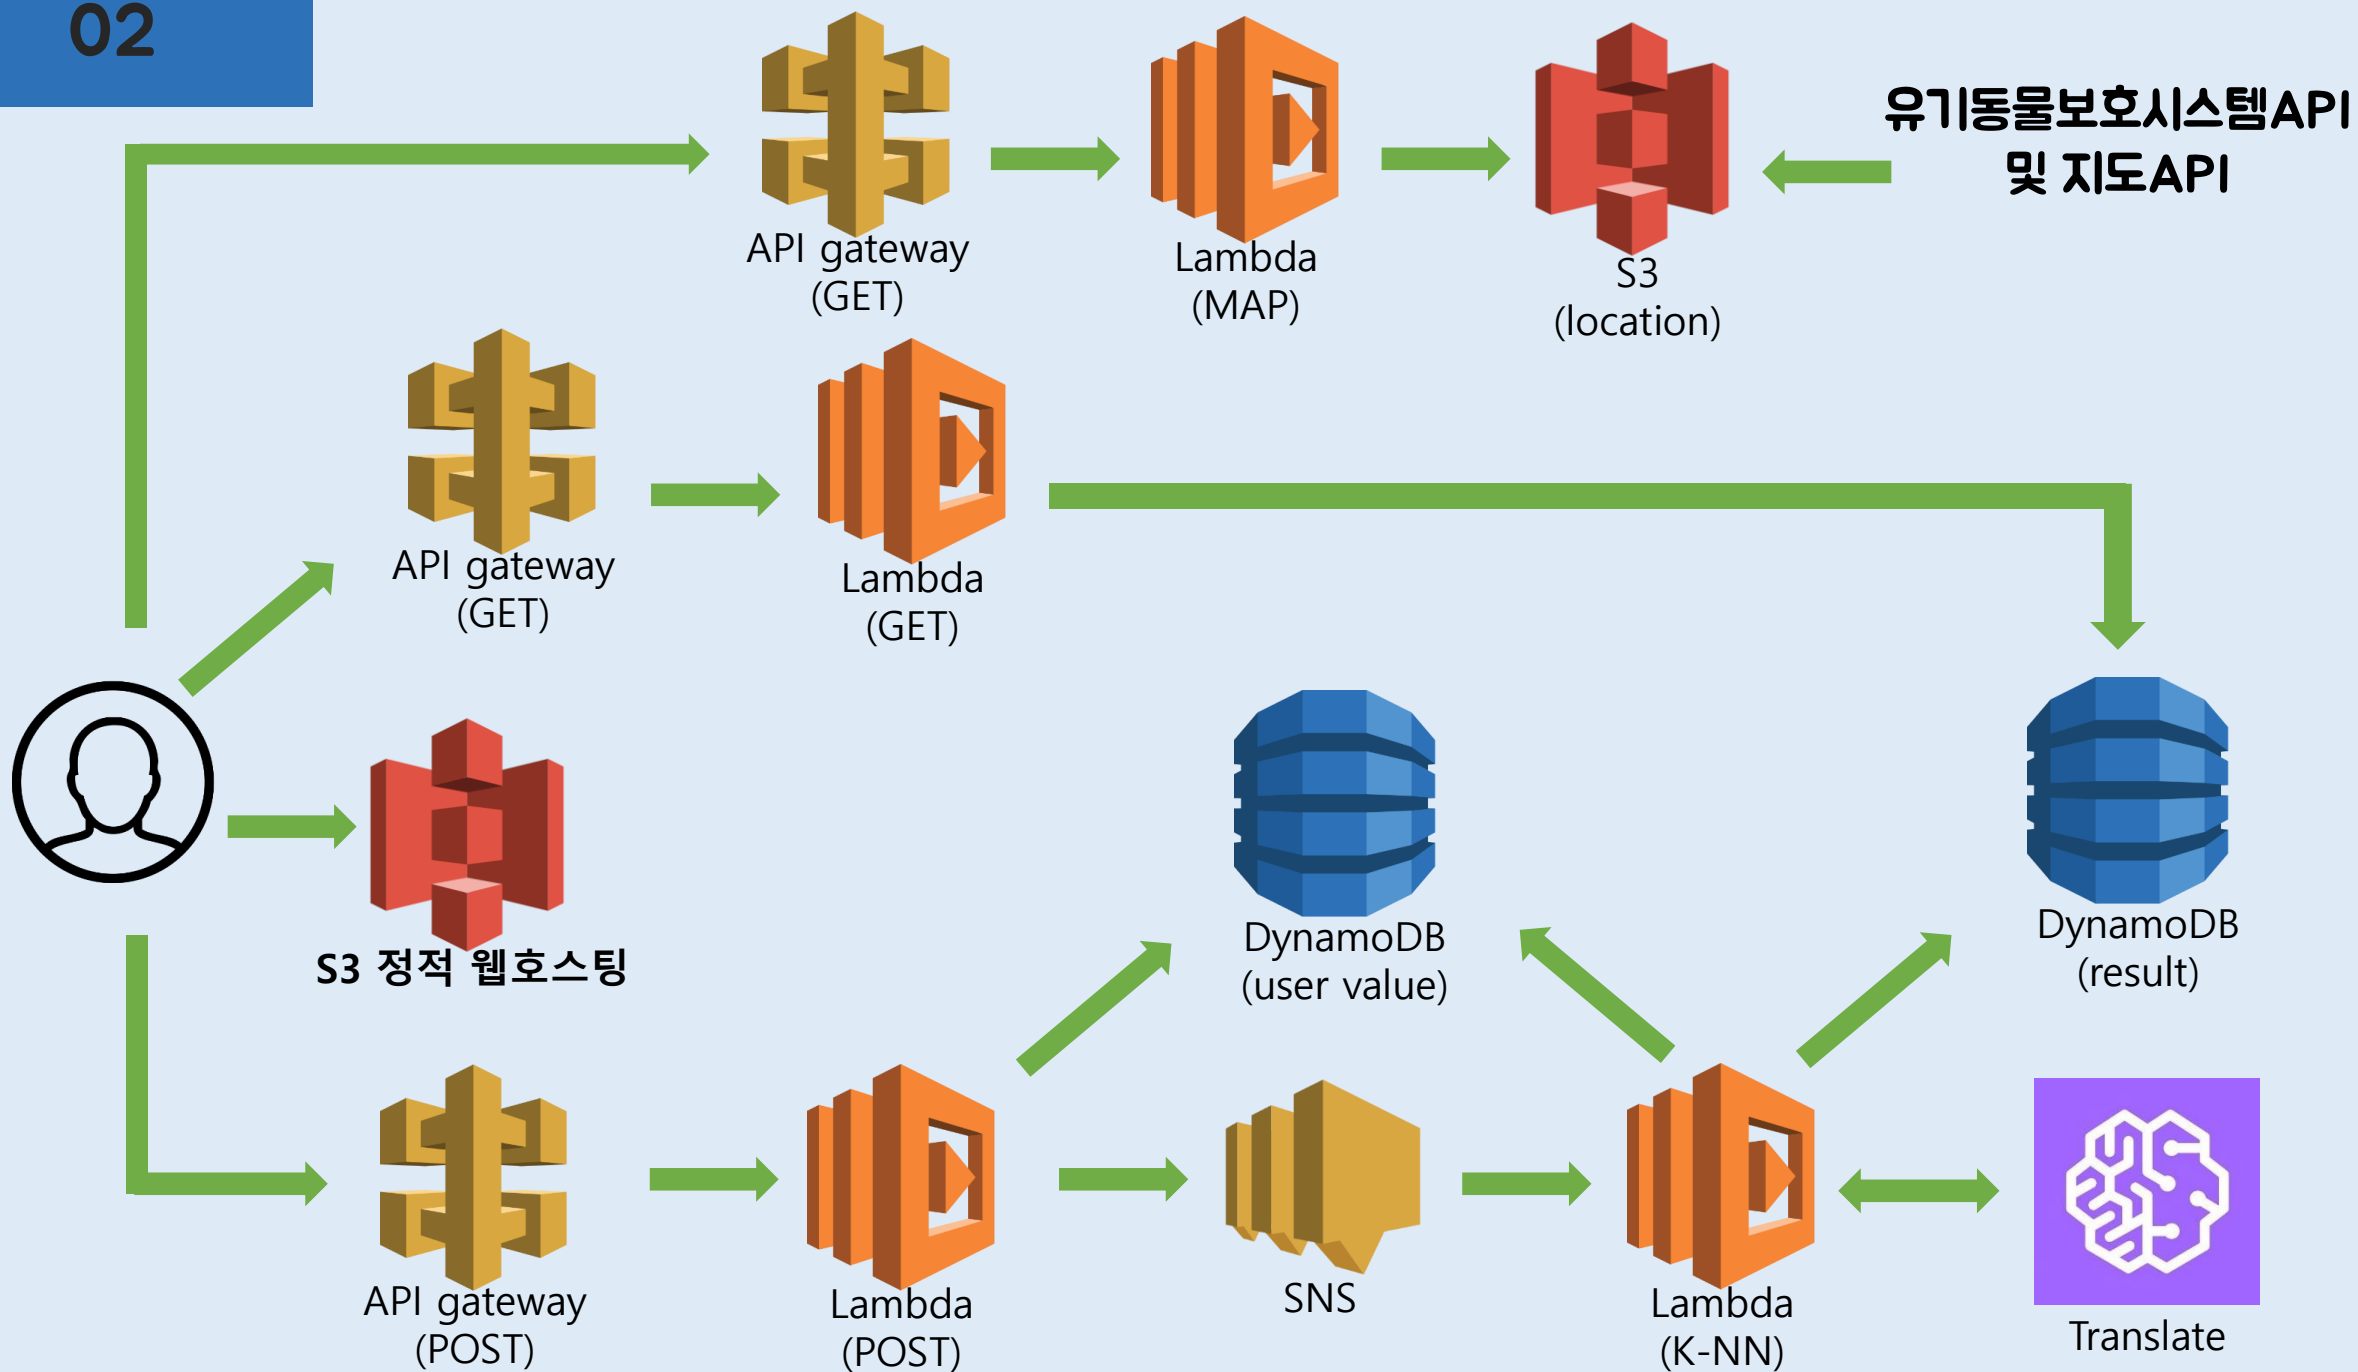 02
유기동물보호시스템API
및 지도API
API gateway
(GET)
Lambda
(MAP)
S3
(location)
API gateway
(GET)
Lambda
(GET)
S3 정적 웹호스팅
DynamoDB
(user value)
DynamoDB
(result)
API gateway
(POST)
Lambda
(POST)
SNS
Lambda
(K-NN)
Translate